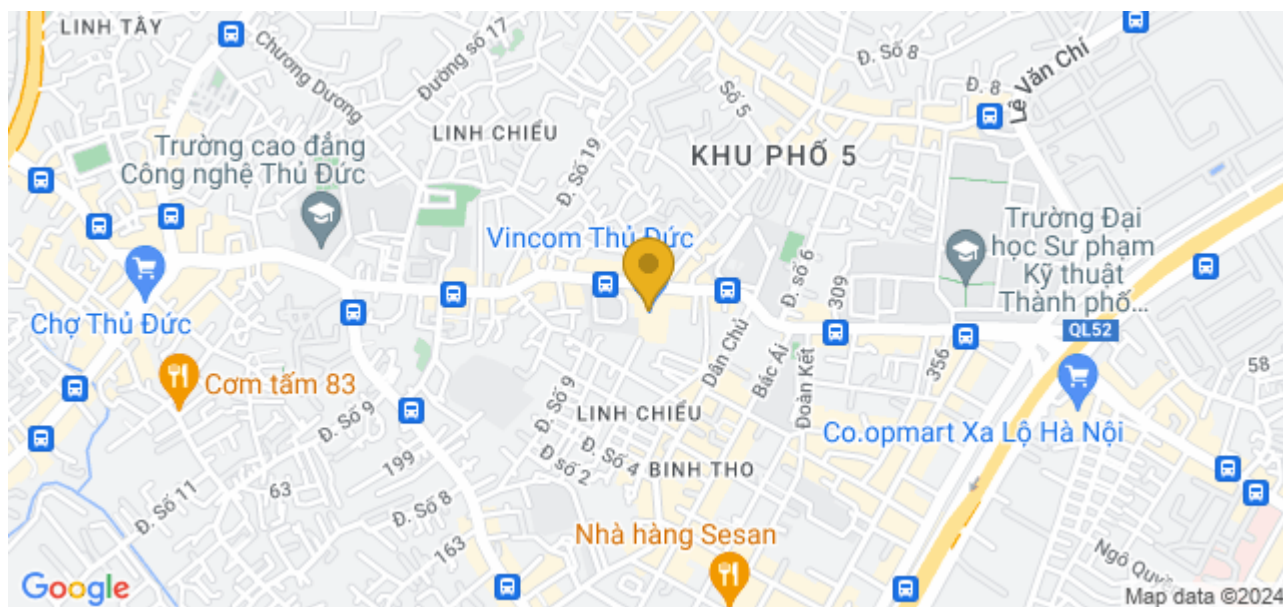 LINH TÂY
Chương Dương
Đường số 17
LINH CHIỂU
Đ. Số 19
Số 5
Đ. Số 8
Đ. 8
Lê Văn Chí
KHU PHỐ 5
Trường cao đẳng
Công nghệ Thủ Đức
Vincom Thủ Đức
Trường Đại
học Sư phạm
Kỹ thuật
Thành phố...
Đ. số 6
309
QL52
Chợ Thủ Đức
Dân Chủ
Bác Ái
Đoàn Kết
356
58
Cơm tấm 83
Đ. Số 9
Đ. Số 9
LINH CHIỂU
Co.opmart Xa Lộ Hà Nội
199
Đ. Số 4
Đ số 2
BINH THO
63
Đ. Số 11
Đ. Số 8
163
Nhà hàng Sesan
Ngô Quyề
Google
Map data ©2024